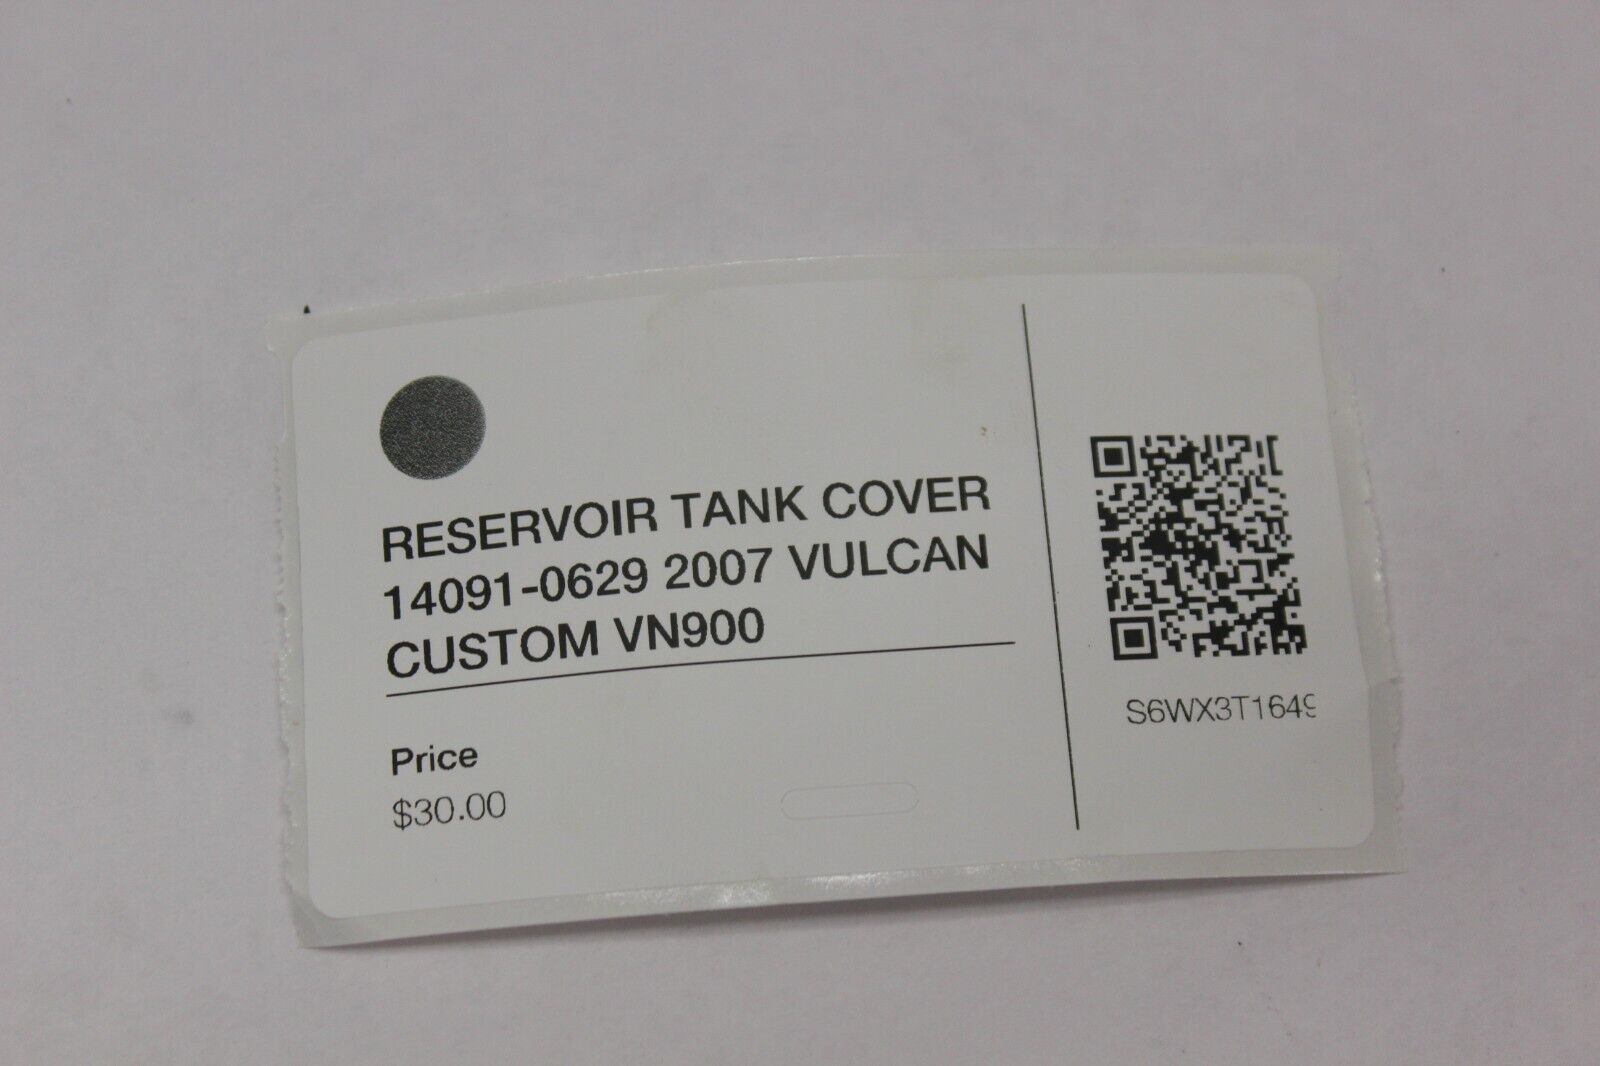 RESERVOIR TANK COVER
14091-0629 2007 VULCAN
CUSTOM VN900
Price
$30.00
S6WX3T1649